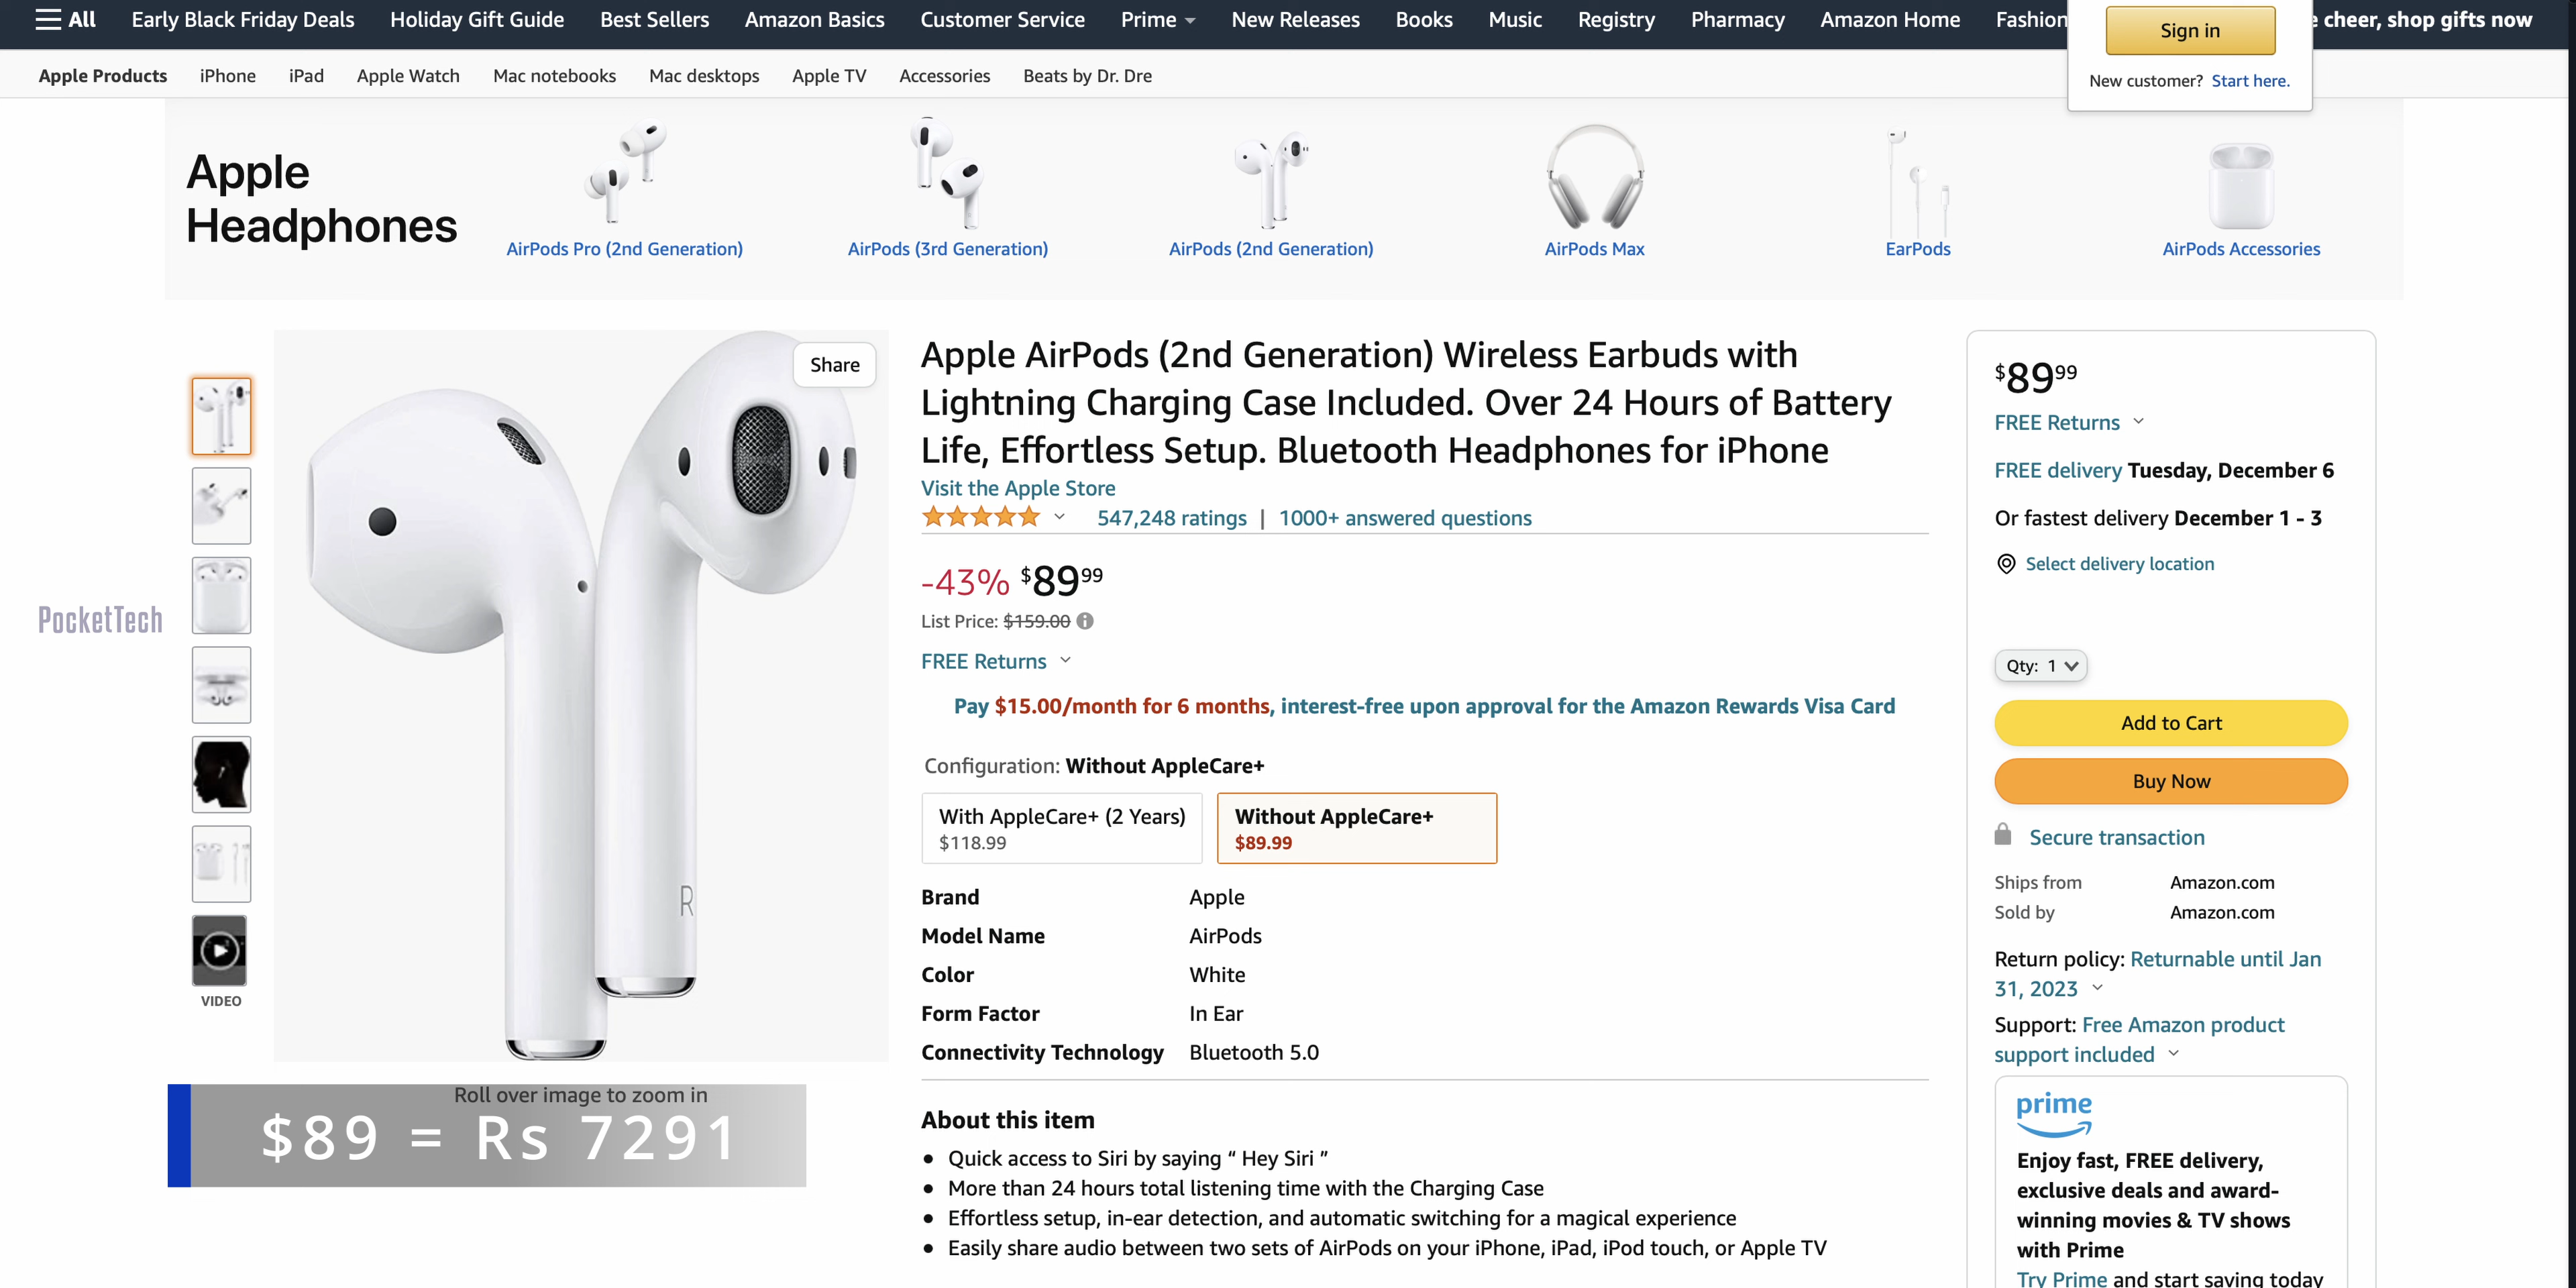 All Early Black Friday Deals Holiday Gift Guide Best Sellers Amazon Basics Customer Service Prime New Releases Books Music Registry Pharmacy Amazon Home Fashion cheer, shop gifts now
Sign in
New customer? Start here.
Apple Products iPhone iPad Apple Watch Mac notebooks Mac desktops Apple TV Accessories Beats by Dr. Dre
Apple
Headphones
AirPods Pro (2nd Generation) AirPods (3rd Generation) AirPods (2nd Generation) AirPods Max EarPods AirPods Accessories
Share
PocketTech
VIDEO
R
Roll over image to zoom in
$89 = Rs 7291
Apple AirPods (2nd Generation) Wireless Earbuds with
Lightning Charging Case Included. Over 24 Hours of Battery
Life, Effortless Setup. Bluetooth Headphones for iPhone
Visit the Apple Store
547,248 ratings | 1000+ answered questions
-43% $89 99
List Price: $159.00
FREE Returns
Pay $15.00/month for 6 months, interest-free upon approval for the Amazon Rewards Visa Card
Configuration: Without AppleCare+
With AppleCare+ (2 Years)
$118.99
Without AppleCare+
$89.99
Brand Apple
Model Name AirPods
Color White
Form Factor In Ear
Connectivity Technology Bluetooth 5.0
About this item
• Quick access to Siri by saying “ Hey Siri ”
• More than 24 hours total listening time with the Charging Case
• Effortless setup, in-ear detection, and automatic switching for a magical experience
• Easily share audio between two sets of AirPods on your iPhone, iPad, iPod touch, or Apple TV
$89 99
FREE Returns
FREE delivery Tuesday, December 6
Or fastest delivery December 1 - 3
Select delivery location
Qty: 1
Add to Cart
Buy Now
Secure transaction
Ships from Amazon.com
Sold by Amazon.com
Return policy: Returnable until Jan
31, 2023
Support: Free Amazon product
support included
prime
Enjoy fast, FREE delivery,
exclusive deals and award-
winning movies & TV shows
with Prime
Try Prime and start saving today